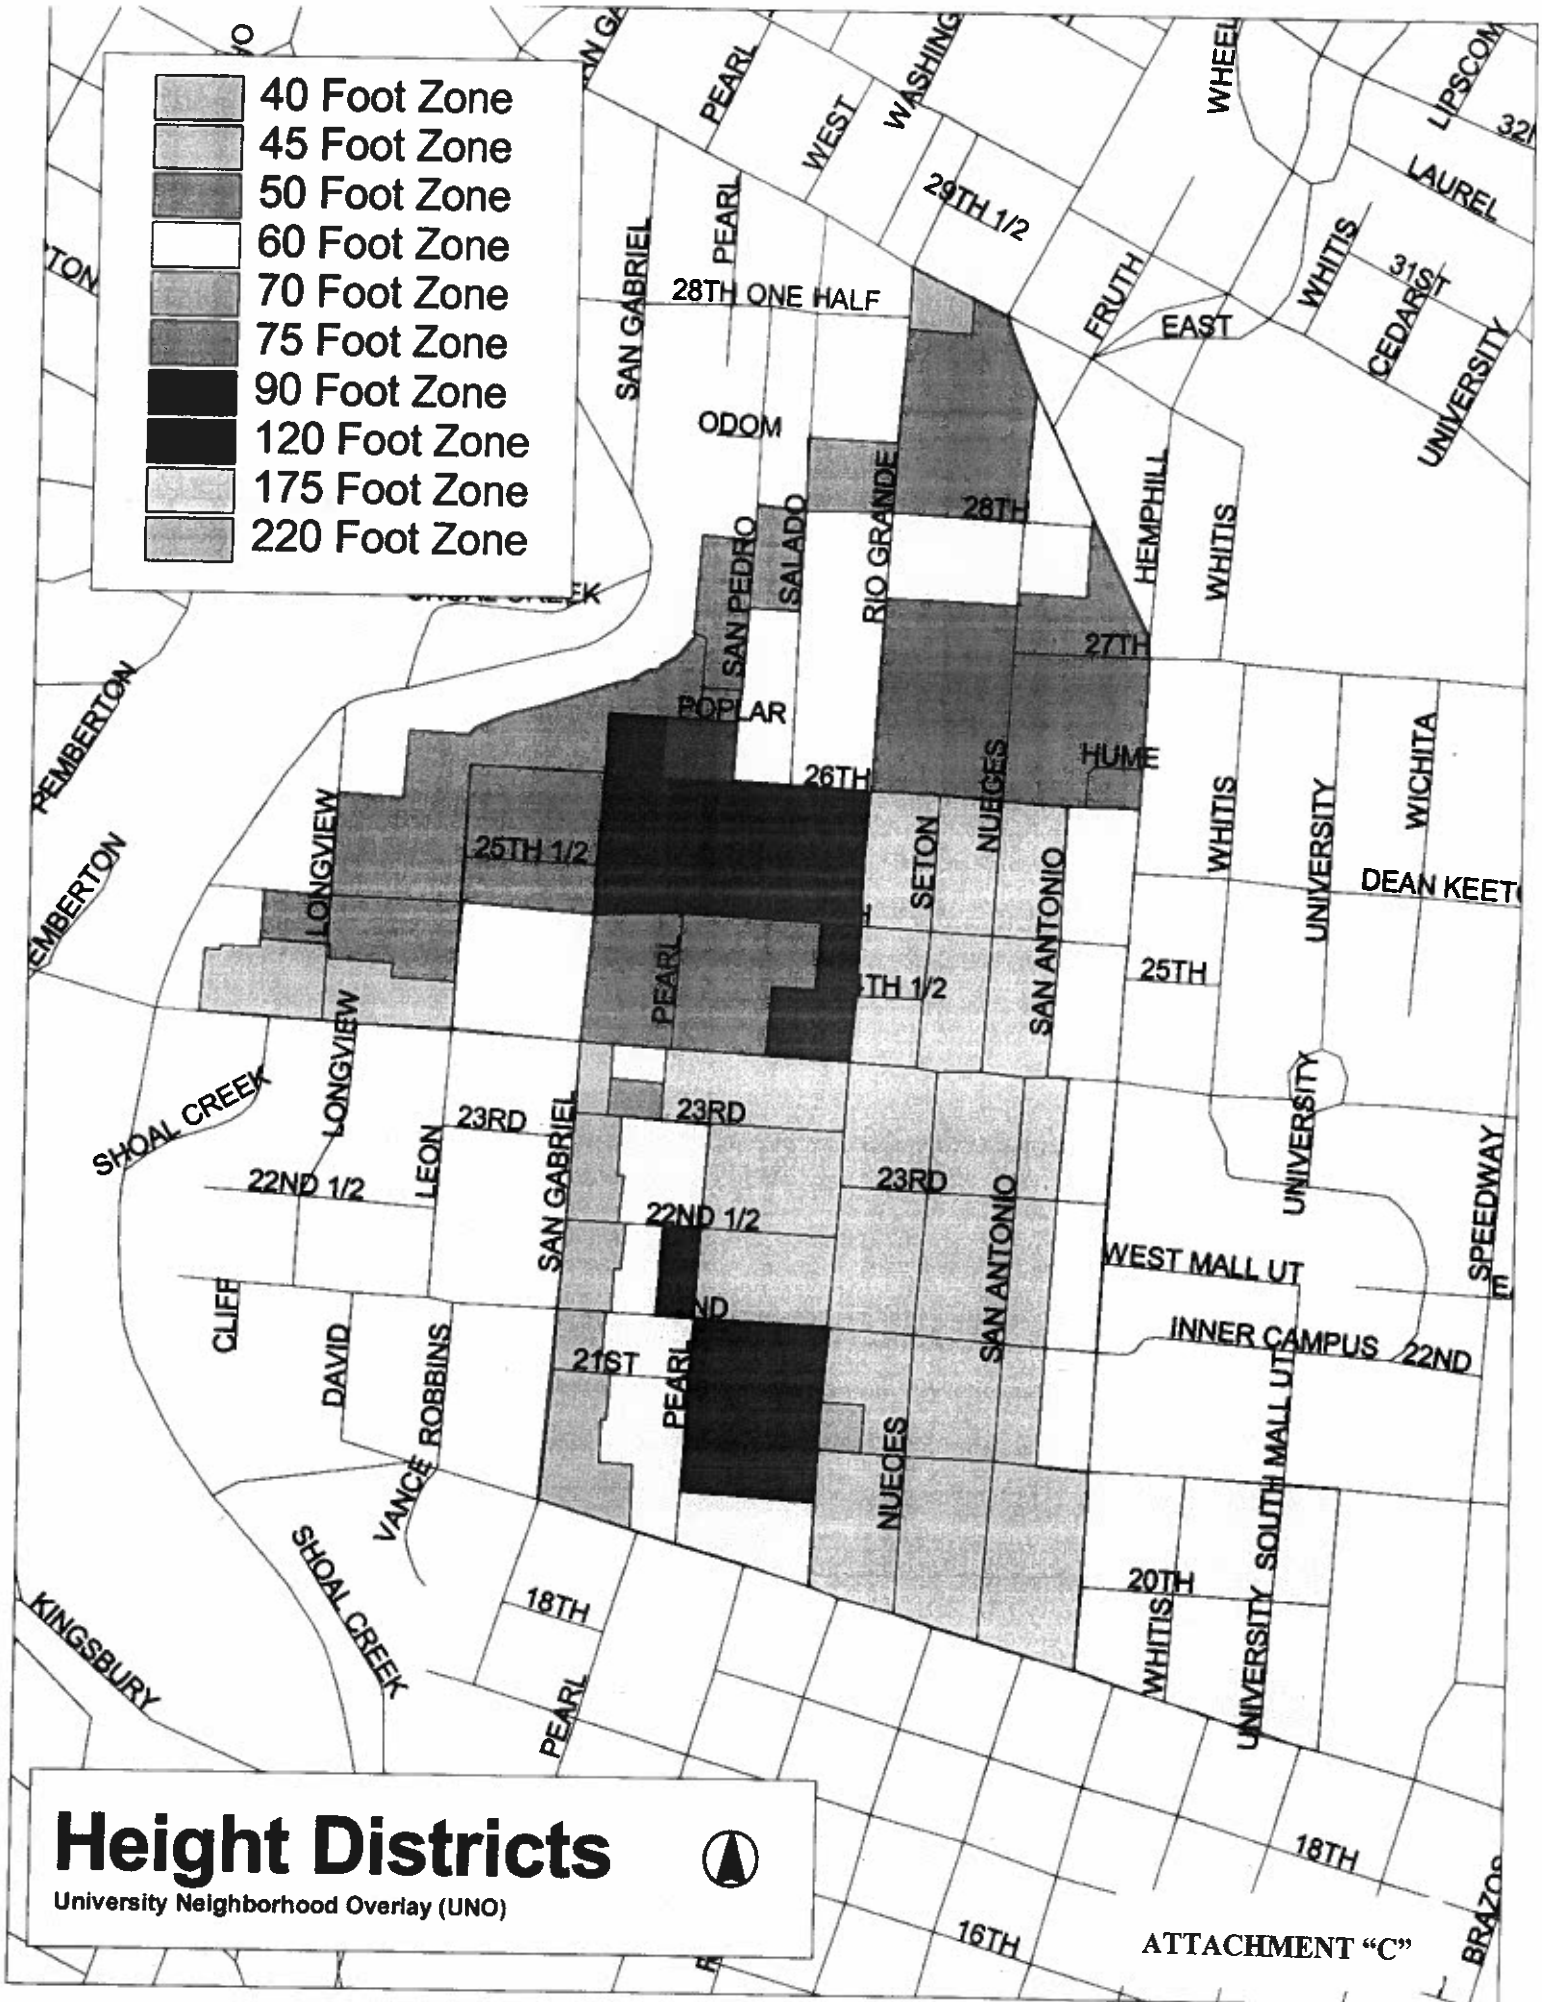 40 Foot Zone
45 Foot Zone
50 Foot Zone
60 Foot Zone
70 Foot Zone
75 Foot Zone
90 Foot Zone
120 Foot Zone
175 Foot Zone
220 Foot Zone
PEARL
WEST
WASHING
WHEEL
LIPSCOM
LAUREL
29TH 1/2
WHITIS
31ST
CEDAR
UNIVERSITY
FRUTH
EAST
SAN GABRIEL
PEARL
28TH ONE HALF
ODOM
RIO GRANDE
28TH
HEMPHILL
WHITIS
SALADO
SAN PEDRO
27TH
POPLAR
HUME
26TH
NUECES
PEMBERTON
LONGVIEW
25TH 1/2
SETON
SAN ANTONIO
WHITIS
UNIVERSITY
WICHITA
DEAN KEET
EMBERTON
25TH
PEARL
TH 1/2
LONGVIEW
SHOAL CREEK
23RD
23RD
LEON
SAN GABRIEL
22ND 1/2
22ND 1/2
23RD
SAN ANTONIO
UNIVERSITY
SPEEDWAY
WEST MALL UT
E
CLIFF
ND
INNER CAMPUS
22ND
DAVID
ROBBINS
21ST
PEARL
VANCE
NUECES
SOUTH MALL UT
SHOAL CREEK
20TH
WHITIS
UNIVERSITY
18TH
PEARL
KINGSBURY
18TH
16TH
BRAZOS
Height Districts
University Neighborhood Overlay (UNO)
ATTACHMENT “C”